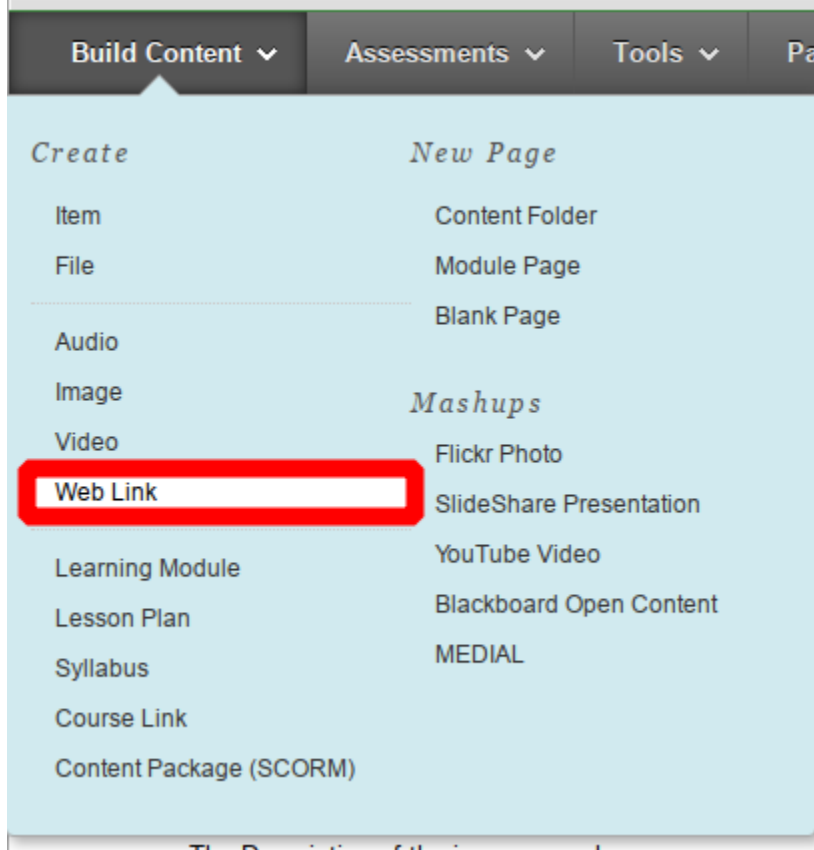 Build Content Assessments Tools Pa
Create
Item
File
Audio
Image
Video
Web Link
Learning Module
Lesson Plan
Syllabus
Course Link
Content Package (SCORM)
New Page
Content Folder
Module Page
Blank Page
Mashups
Flickr Photo
SlideShare Presentation
YouTube Video
Blackboard Open Content
MEDIAL